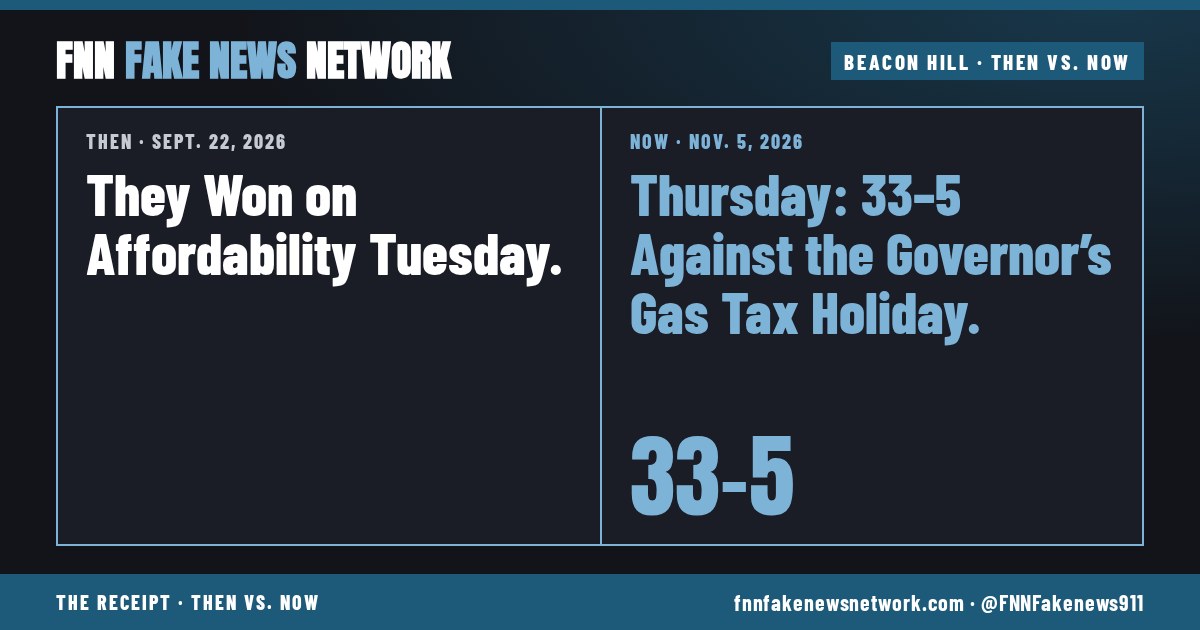 FNN FAKE NEWS NETWORK
BEACON HILL · THEN VS. NOW
THEN · SEPT. 22, 2026
They Won on
Affordability Tuesday.
NOW · NOV. 5, 2026
Thursday: 33–5
Against the Governor’s
Gas Tax Holiday.
33-5
THE RECEIPT · THEN VS. NOW
fnnfakenewsnetwork.com · @FNNFakenews911